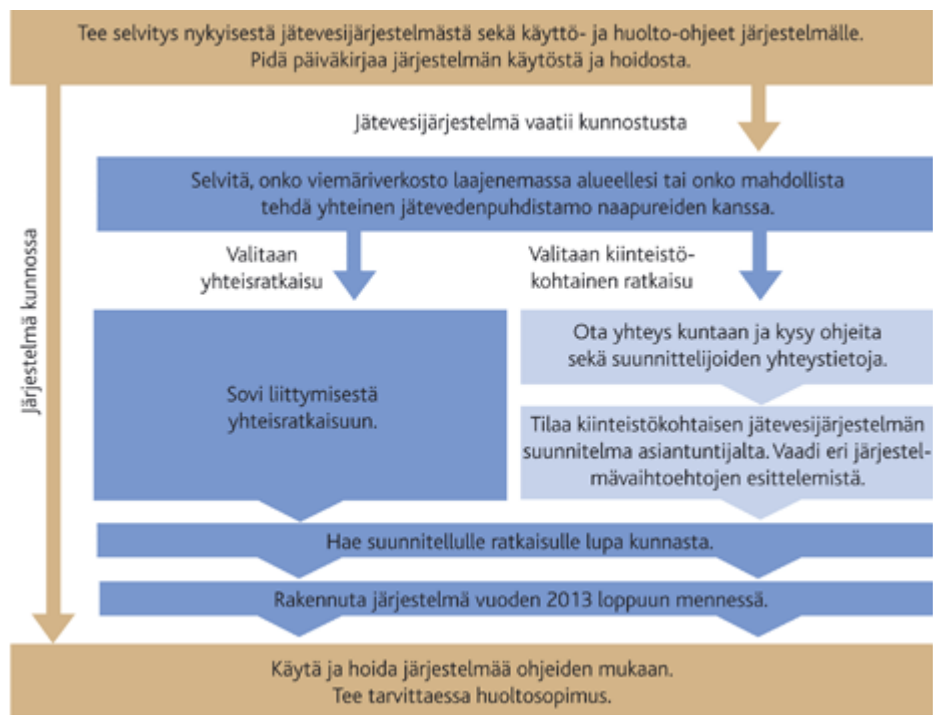 Tee selvitys nykyisestä jätevesijärjestelmästä sekä käyttö- ja huolto-ohjeet järjestelmälle.
Pidä päiväkirjaa järjestelmän käytöstä ja hoidosta.
Jätevesijärjestelmä vaatii kunnostusta
Järjestelmä kunnossa
Selvitä, onko viemäriverkosto laajenemassa alueellesi tai onko mahdollista
tehdä yhteinen jätevedenpuhdistamo naapureiden kanssa.
Valitaan
yhteisratkaisu
Valitaan kiinteistö-
kohtainen ratkaisu
Sovi liittymisestä
yhteisratkaisuun.
Ota yhteys kuntaan ja kysy ohjeita
sekä suunnittelijoiden yhteystietoja.
Tilaa kiinteistökohtaisen jätevesijärjestelmän
suunnitelma asiantuntijalta. Vaadi eri järjestel-
mävaihtoehtojen esittelemistä.
Hae suunnitellulle ratkaisulle lupa kunnasta.
Rakennuta järjestelmä vuoden 2013 loppuun mennessä.
Käytä ja hoida järjestelmää ohjeiden mukaan.
Tee tarvittaessa huoltosopimus.